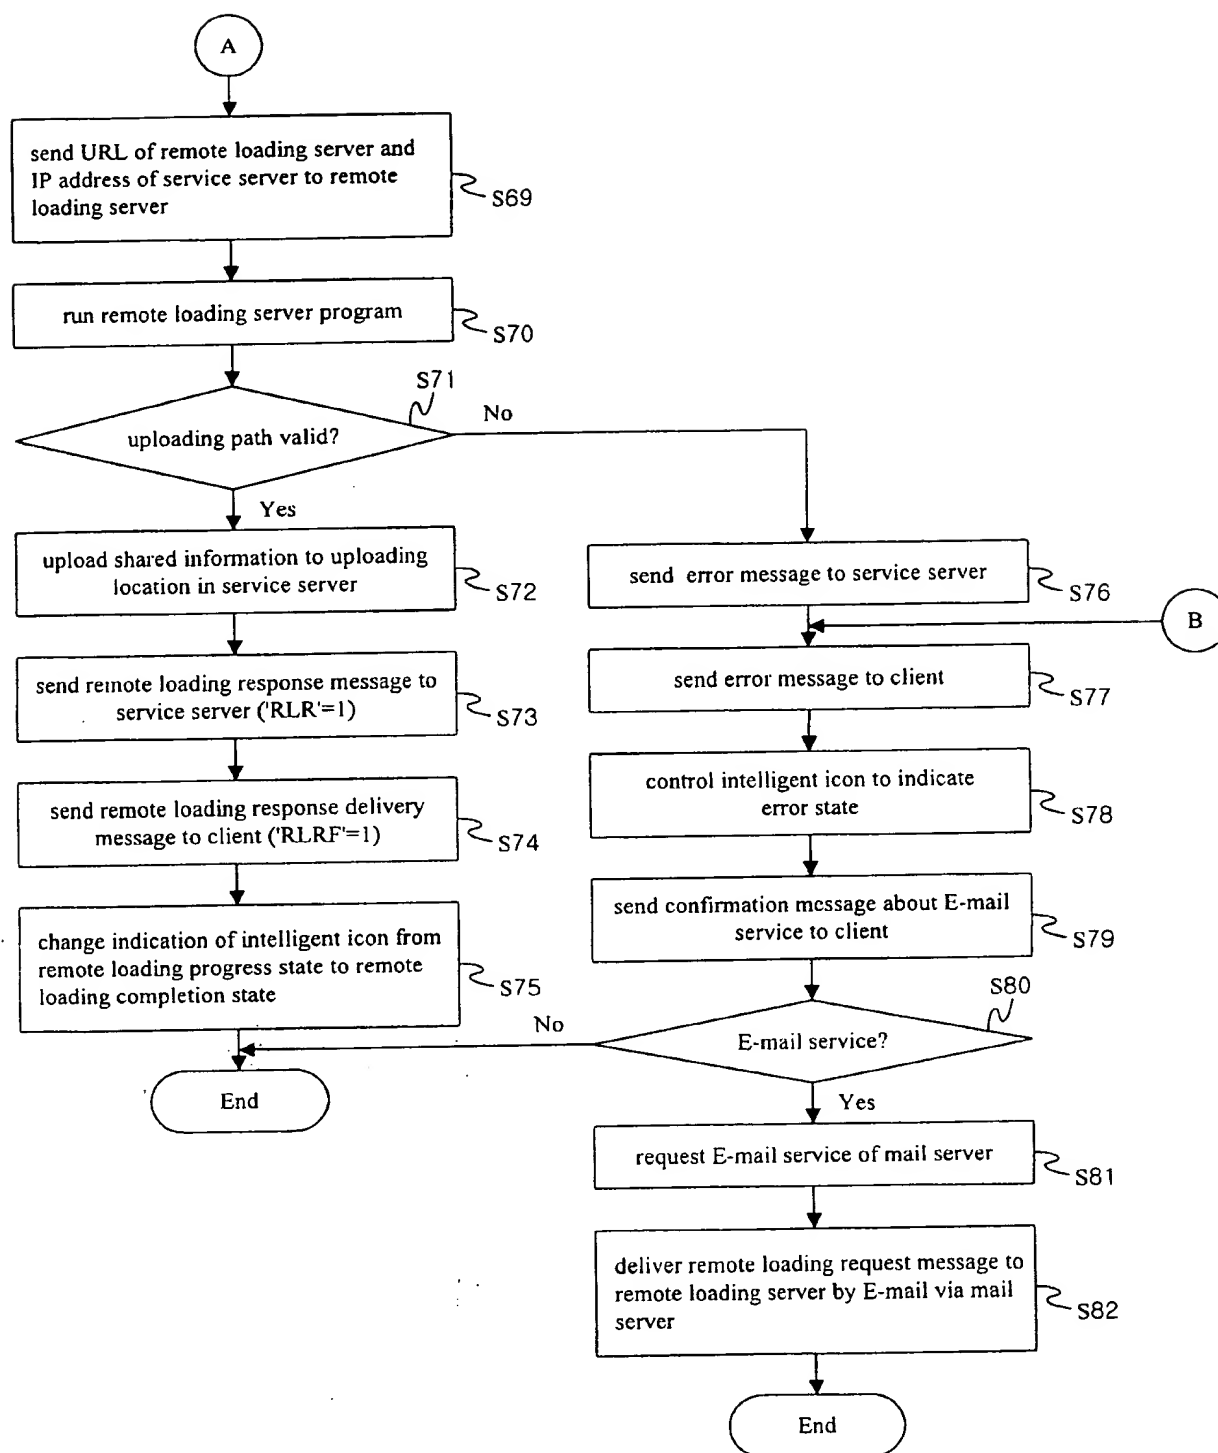 A
send URL of remote loading server and
IP address of service server to remote
loading server
S69
run remote loading server program
S70
S71
uploading path valid?
No
Yes
upload shared information to uploading
location in service server
S72
send error message to service server
S76
B
send remote loading response message to
service server ('RLR'=1)
S73
send error message to client
S77
send remote loading response delivery
message to client ('RLRF'=1)
S74
control intelligent icon to indicate
error state
S78
change indication of intelligent icon from
remote loading progress state to remote
loading completion state
S75
send confirmation message about E-mail
service to client
S79
S80
E-mail service?
No
End
Yes
request E-mail service of mail server
S81
deliver remote loading request message to
remote loading server by E-mail via mail
server
S82
End